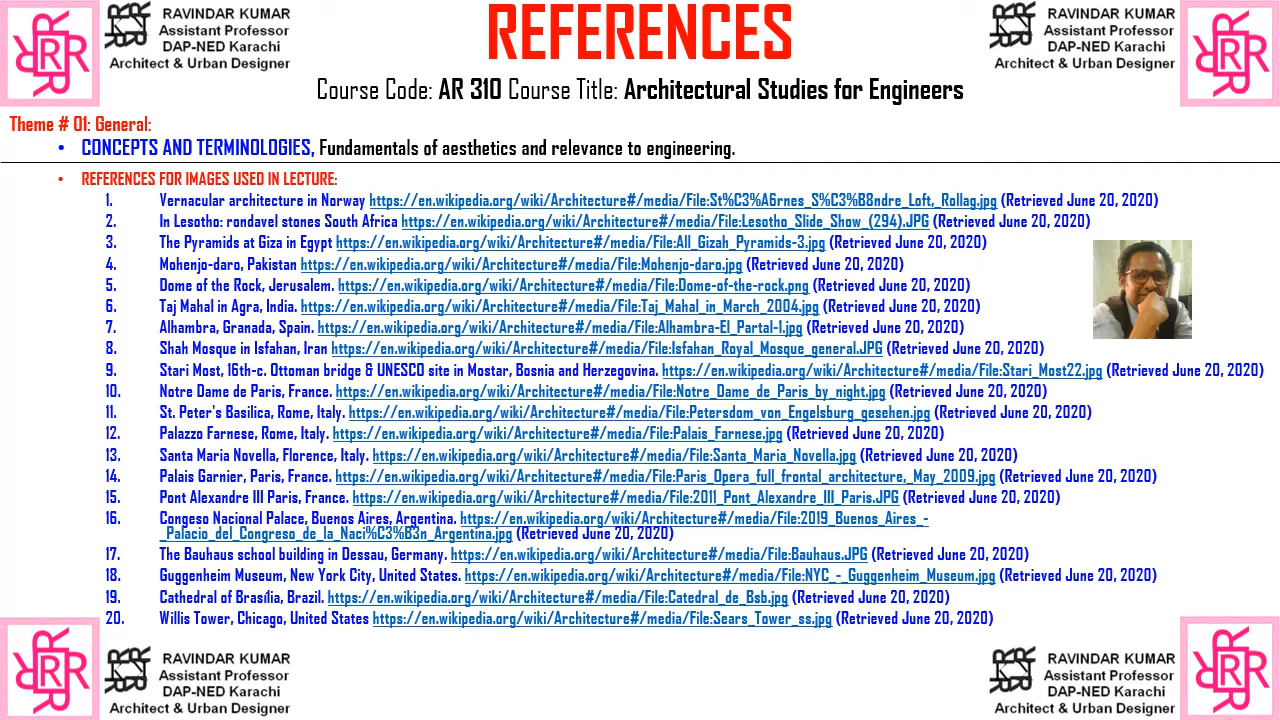 REFERENCES
RAVINDAR KUMAR
Assistant Professor
DAP-NED Karachi
Architect & Urban Designer
RAVINDAR KUMAR
Assistant Professor
DAP-NED Karachi
Architect & Urban Designer
Course Code: AR 310 Course Title: Architectural Studies for Engineers
Theme # 01: General:
• CONCEPTS AND TERMINOLOGIES, Fundamentals of aesthetics and relevance to engineering.
• REFERENCES FOR IMAGES USED IN LECTURE:
1. Vernacular architecture in Norway https://en.wikipedia.org/wiki/Architecture#/media/File:St%C3%A6rnes_S%C3%B8ndre_Loft,_Rollag.jpg (Retrieved June 20, 2020)
2. In Lesotho: rondavel stones South Africa https://en.wikipedia.org/wiki/Architecture#/media/File:Lesotho_Slide_Show_(294).JPG (Retrieved June 20, 2020)
3. The Pyramids at Giza in Egypt https://en.wikipedia.org/wiki/Architecture#/media/File:All_Gizah_Pyramids-3.jpg (Retrieved June 20, 2020)
4. Mohenjo-daro, Pakistan https://en.wikipedia.org/wiki/Architecture#/media/File:Mohenjo-daro.jpg (Retrieved June 20, 2020)
5. Dome of the Rock, Jerusalem. https://en.wikipedia.org/wiki/Architecture#/media/File:Dome-of-the-rock.png (Retrieved June 20, 2020)
6. Taj Mahal in Agra, India. https://en.wikipedia.org/wiki/Architecture#/media/File:Taj_Mahal_in_March_2004.jpg (Retrieved June 20, 2020)
7. Alhambra, Granada, Spain. https://en.wikipedia.org/wiki/Architecture#/media/File:Alhambra-El_Partal-1.jpg (Retrieved June 20, 2020)
8. Shah Mosque in Isfahan, Iran https://en.wikipedia.org/wiki/Architecture#/media/File:Isfahan_Royal_Mosque_general.JPG (Retrieved June 20, 2020)
9. Stari Most, 16th-c. Ottoman bridge & UNESCO site in Mostar, Bosnia and Herzegovina. https://en.wikipedia.org/wiki/Architecture#/media/File:Stari_Most22.jpg (Retrieved June 20, 2020)
10. Notre Dame de Paris, France. https://en.wikipedia.org/wiki/Architecture#/media/File:Notre_Dame_de_Paris_by_night.jpg (Retrieved June 20, 2020)
11. St. Peter's Basilica, Rome, Italy. https://en.wikipedia.org/wiki/Architecture#/media/File:Petersdom_von_Engelsburg_gesehen.jpg (Retrieved June 20, 2020)
12. Palazzo Farnese, Rome, Italy. https://en.wikipedia.org/wiki/Architecture#/media/File:Palais_Farnese.jpg (Retrieved June 20, 2020)
13. Santa Maria Novella, Florence, Italy. https://en.wikipedia.org/wiki/Architecture#/media/File:Santa_Maria_Novella.jpg (Retrieved June 20, 2020)
14. Palais Garnier, Paris, France. https://en.wikipedia.org/wiki/Architecture#/media/File:Paris_Opera_full_frontal_architecture,_May_2009.jpg (Retrieved June 20, 2020)
15. Pont Alexandre III Paris, France. https://en.wikipedia.org/wiki/Architecture#/media/File:2011_Pont_Alexandre_III_Paris.JPG (Retrieved June 20, 2020)
16. Congeso Nacional Palace, Buenos Aires, Argentina. https://en.wikipedia.org/wiki/Architecture#/media/File:2019_Buenos_Aires_-
_Palacio_del_Congreso_de_la_Naci%C3%B3n_Argentina.jpg (Retrieved June 20, 2020)
17. The Bauhaus school building in Dessau, Germany. https://en.wikipedia.org/wiki/Architecture#/media/File:Bauhaus.JPG (Retrieved June 20, 2020)
18. Guggenheim Museum, New York City, United States. https://en.wikipedia.org/wiki/Architecture#/media/File:NYC_-_Guggenheim_Museum.jpg (Retrieved June 20, 2020)
19. Cathedral of Brasília, Brazil. https://en.wikipedia.org/wiki/Architecture#/media/File:Catedral_de_Bsb.jpg (Retrieved June 20, 2020)
20. Willis Tower, Chicago, United States https://en.wikipedia.org/wiki/Architecture#/media/File:Sears_Tower_ss.jpg (Retrieved June 20, 2020)
RAVINDAR KUMAR
Assistant Professor
DAP-NED Karachi
Architect & Urban Designer
RAVINDAR KUMAR
Assistant Professor
DAP-NED Karachi
Architect & Urban Designer